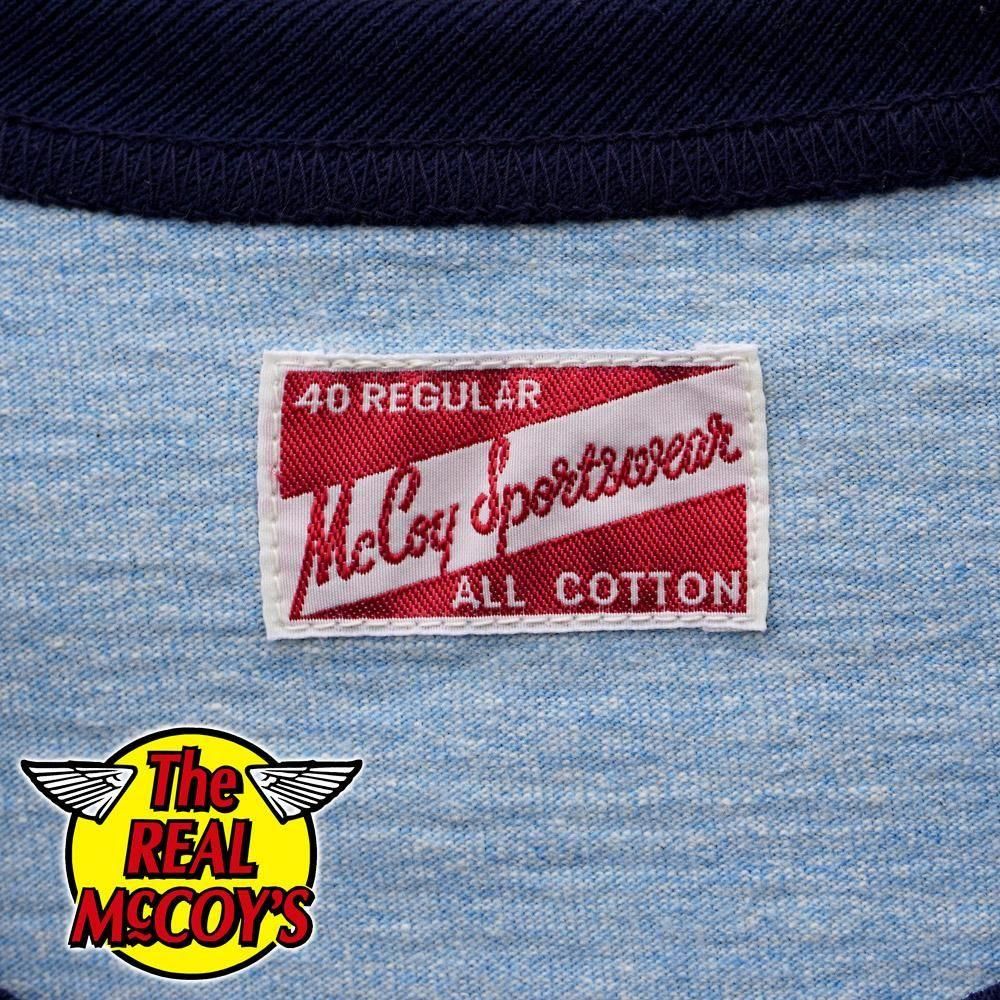 40 REGULAR
McCoy Sportswear
ALL COTTON
The
REAL
McCOY'S